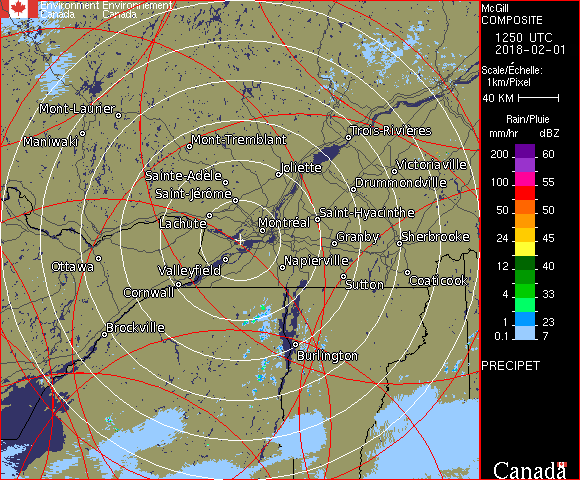 Environment Environnement
Canada Canada
McGill
COMPOSITE
1250 UTC
2018-02-01
Scale/Échelle:
1km/Pixel
40 KM
Rain/Pluie
mm/hr dBZ
200 60
100 55
50 50
24 45
12 40
4 33
1 23
0.1 7
PRECIPET
Canada
Mont-Laurier
Maniwaki
Mont-Tremblant
Trois-Rivières
Sainte-Adèle
Joliette
Victoriaville
Saint-Jérôme
Drummondville
Lachute
Montréal
Saint-Hyacinthe
Granby
Sherbrooke
Ottawa
Valleyfield
Napierville
Cornwall
Sutton
Coaticook
Brockville
Burlington